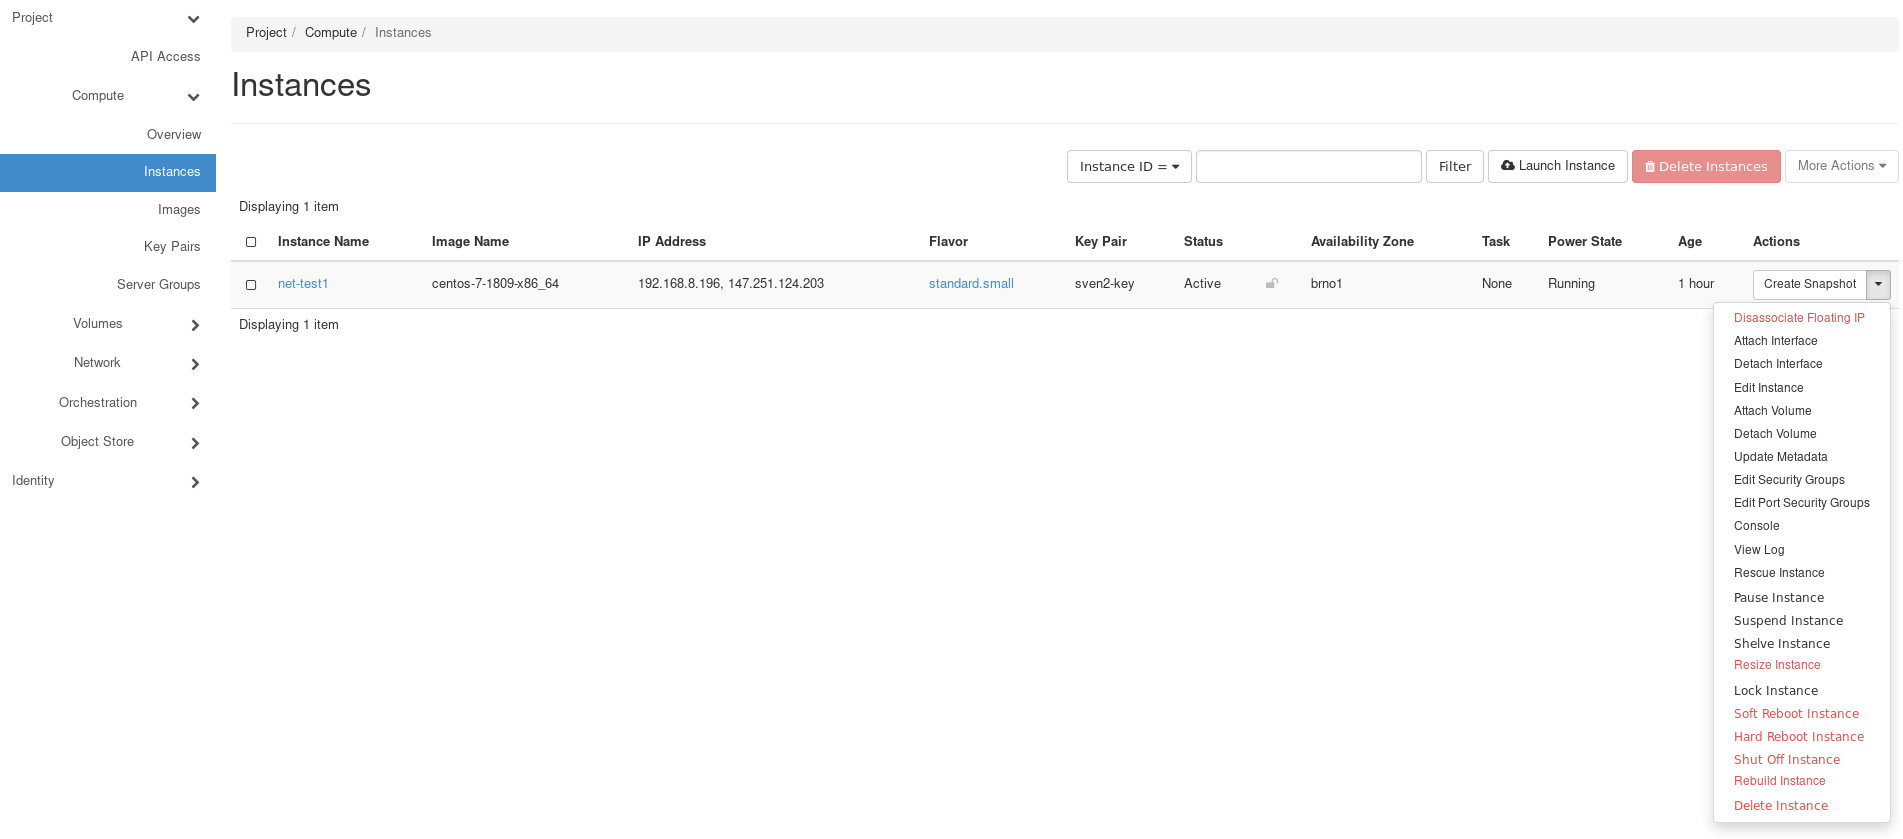 Project
API Access
Compute
Overview
Instances
Images
Key Pairs
Server Groups
Volumes
Network
Orchestration
Object Store
Identity
Project / Compute / Instances
Instances
Instance ID = Filter Launch Instance Delete Instances More Actions
Displaying 1 item
Instance Name Image Name IP Address Flavor Key Pair Status Availability Zone Task Power State Age Actions
net-test1 centos-7-1809-x86_64 192.168.8.196, 147.251.124.203 standard.small sven2-key Active brno1 None Running 1 hour Create Snapshot
Displaying 1 item
Disassociate Floating IP
Attach Interface
Detach Interface
Edit Instance
Attach Volume
Detach Volume
Update Metadata
Edit Security Groups
Edit Port Security Groups
Console
View Log
Rescue Instance
Pause Instance
Suspend Instance
Shelve Instance
Resize Instance
Lock Instance
Soft Reboot Instance
Hard Reboot Instance
Shut Off Instance
Rebuild Instance
Delete Instance